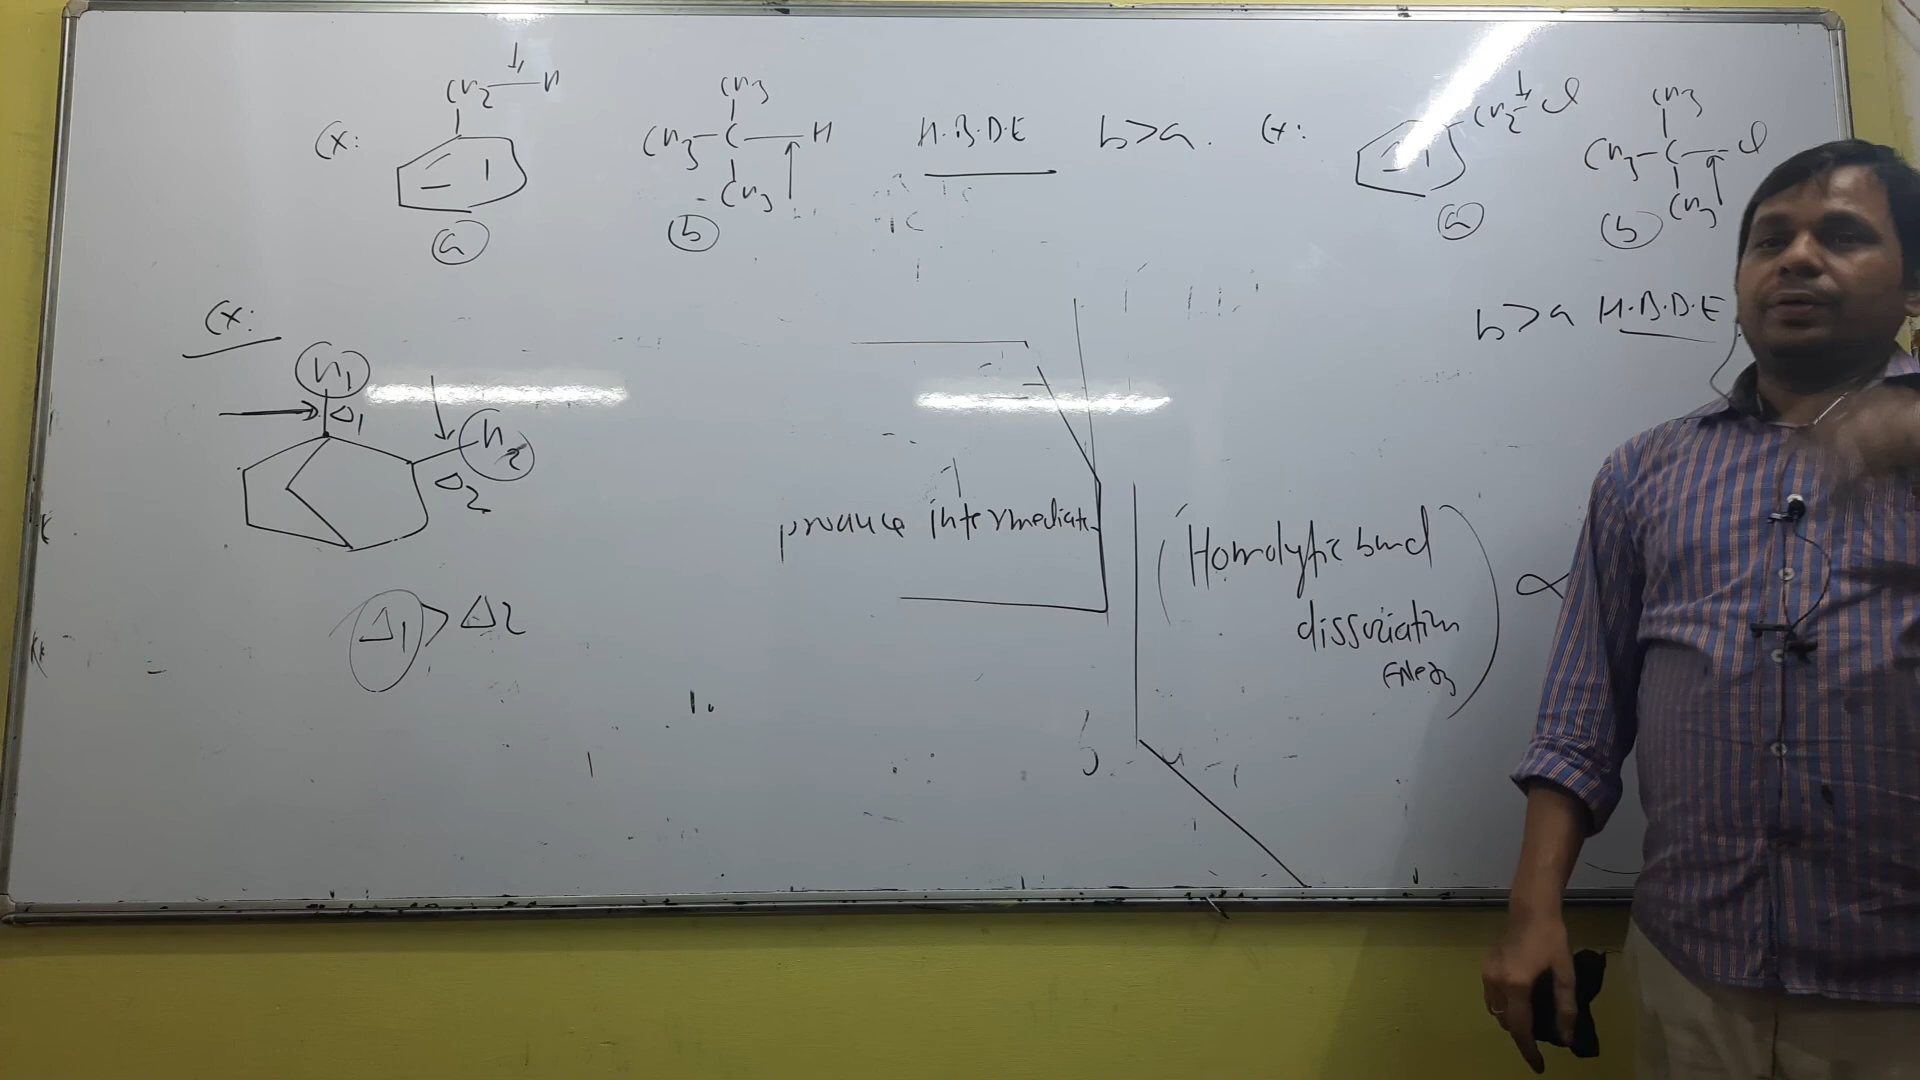 Ex:
CH2—H
a
CH3
CH3—C—H
CH3
b
H.B.D.E b>a.
Ex:
CH2—Cl
a
CH3
CH3—C—Cl
CH3
b
b>a H.B.D.E
Ex:
H1
Δ1
H2
Δ2
Δ1 > Δ2
produce intermediate
(Homolytic bond
dissociation
Energy) ∝